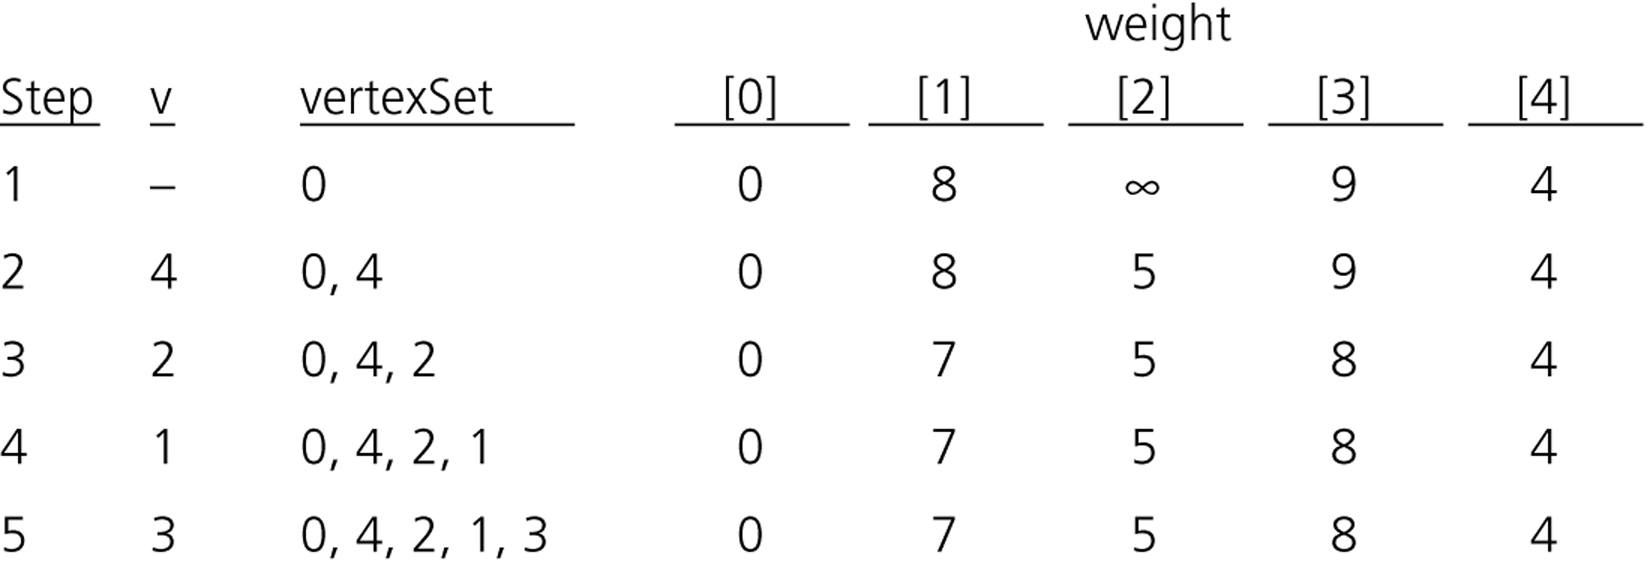 weight
Step v vertexSet [0] [1] [2] [3] [4]
1 – 0 0 8 ∞ 9 4
2 4 0, 4 0 8 5 9 4
3 2 0, 4, 2 0 7 5 8 4
4 1 0, 4, 2, 1 0 7 5 8 4
5 3 0, 4, 2, 1, 3 0 7 5 8 4